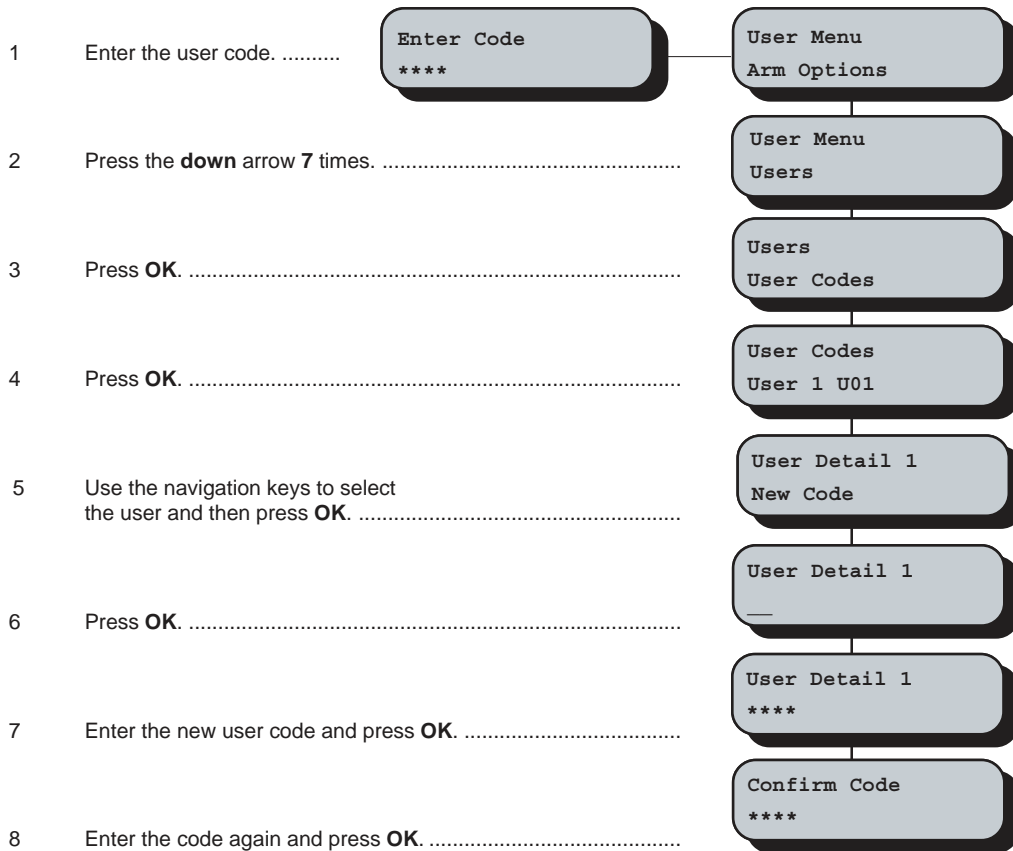 Enter Code
****
User Menu
Arm Options
1 Enter the user code. ..........
User Menu
Users
2 Press the down arrow 7 times. ...................................................
Users
User Codes
3 Press OK. ....................................................................................
User Codes
User 1 U01
4 Press OK. ....................................................................................
User Detail 1
New Code
5 Use the navigation keys to select
the user and then press OK. .......................................................
User Detail 1
__
6 Press OK. ....................................................................................
User Detail 1
****
7 Enter the new user code and press OK. .....................................
Confirm Code
****
8 Enter the code again and press OK. ...........................................